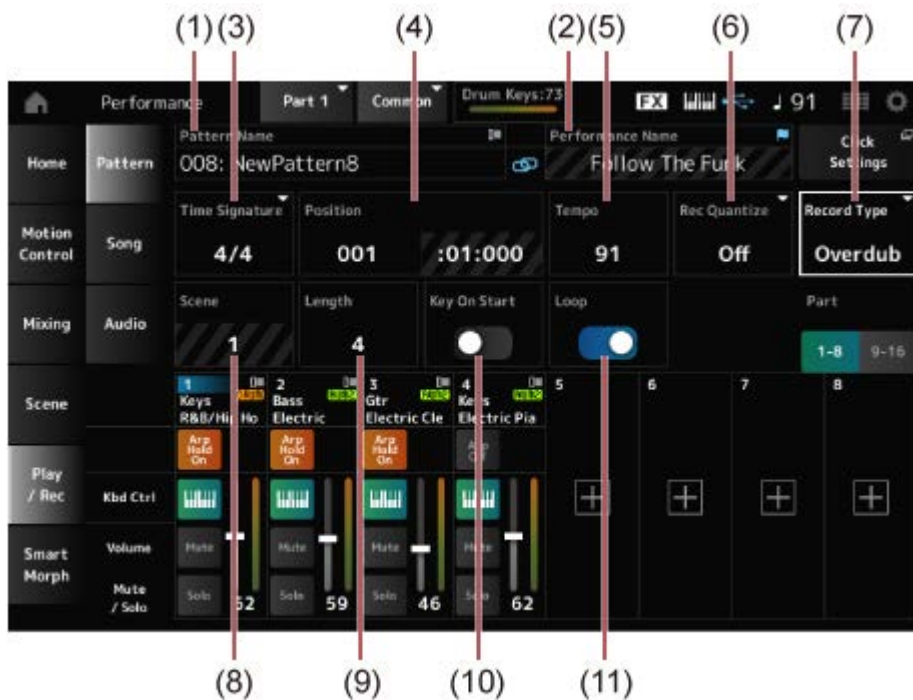 (1) (3) (4) (2) (5) (6) (7)
Performance Part 1 Common Drum Keys:73 FX 91
Pattern Name Performance Name
Home Pattern 008: NewPattern8 Follow The Funk Click Settings
Time Signature Position Tempo Rec Quantize Record Type
Motion Control Song 4/4 001 :01:000 91 Off Overdub
Scene Length Key On Start Loop Part
Mixing Audio 1 4 1-8 9-16
1 2 3 4 5 6 7 8
Keys Bass Gtr Keys
Scene R&B/Hip Ho Electric Electric Cle Electric Pia
Arp Hold On Arp Hold On Arp Hold On Arp Off
Play / Rec Kbd Ctrl
Smart Morph Volume Mute Mute Mute Mute
Mute / Solo Solo Solo Solo Solo
62 59 46 62
(8) (9) (10) (11)